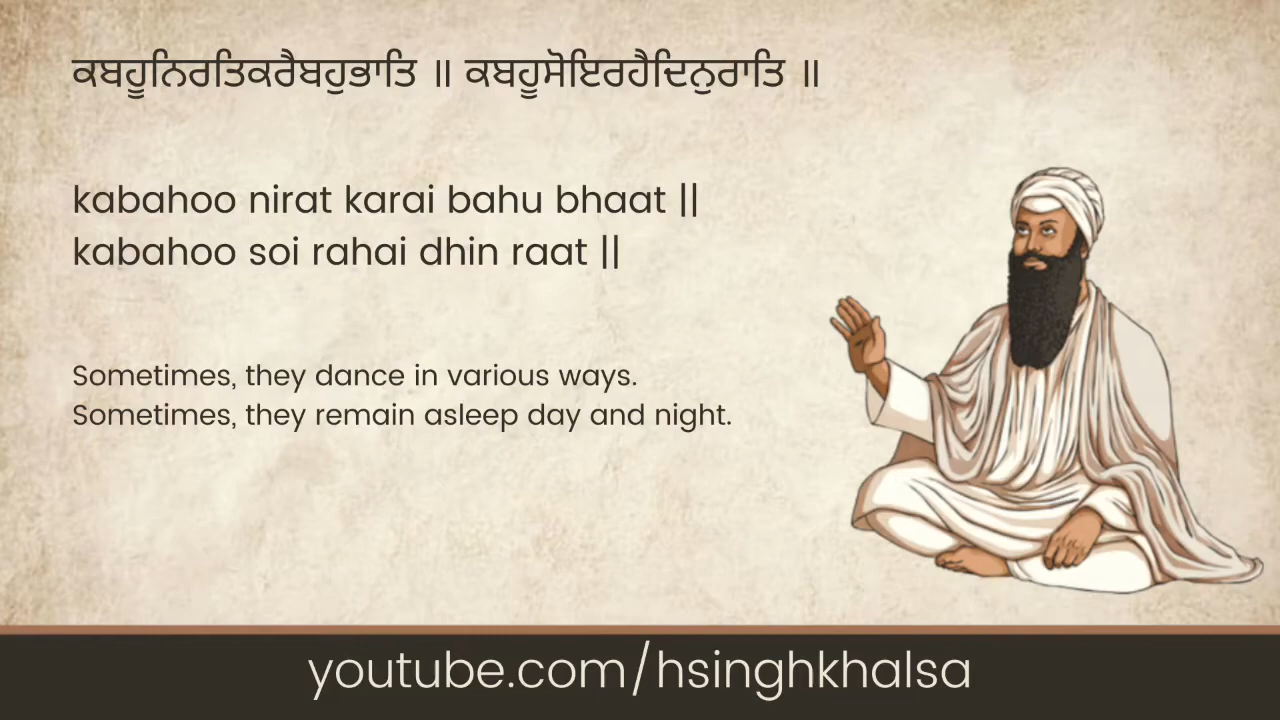 ਕਬਹੂਨਿਰਤਿਕਰੈਬਹੁਭਾਤਿ ॥ ਕਬਹੂਸੋਇਰਹੈਦਿਨੁਰਾਤਿ ॥
kabahoo nirat karai bahu bhaat ||
kabahoo soi rahai dhin raat ||
Sometimes, they dance in various ways.
Sometimes, they remain asleep day and night.
youtube.com/hsinghkhalsa